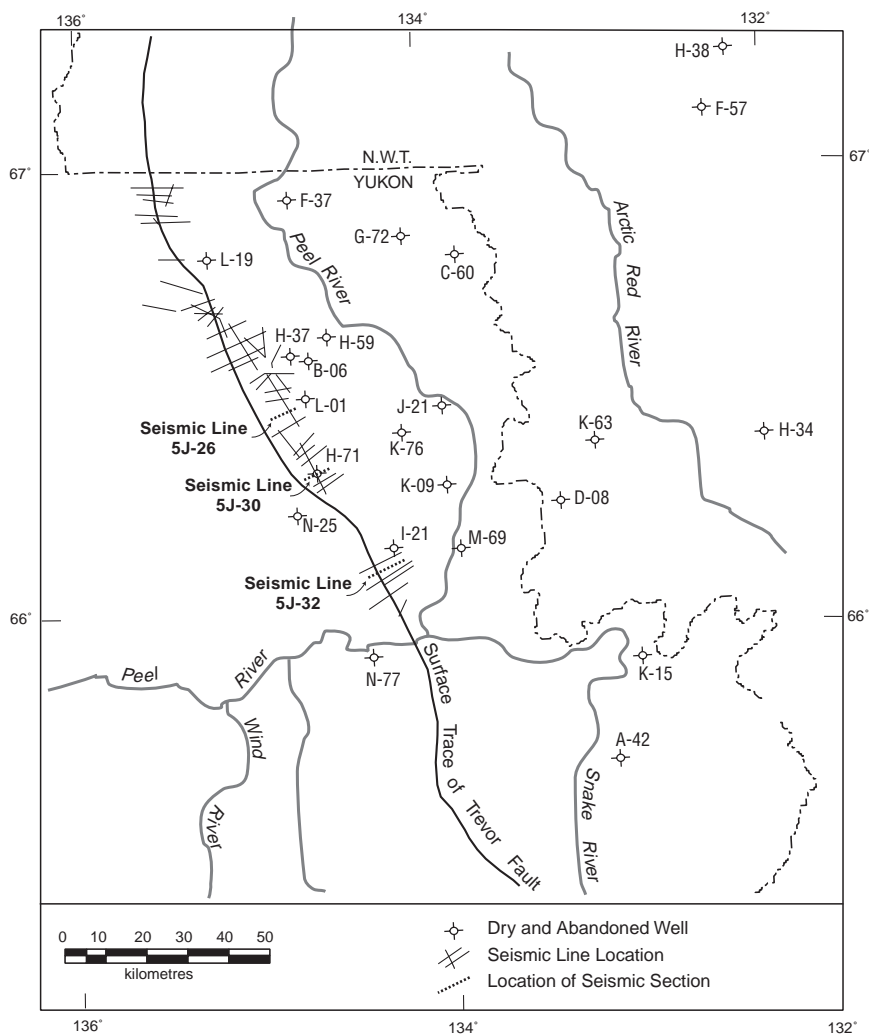 136°
134°
132°
H-38
F-57
N.W.T.
67°
67°
YUKON
F-37
G-72
C-60
Peel River
Arctic Red River
L-19
H-37
H-59
B-06
L-01
J-21
K-63
H-34
Seismic Line
5J-26
K-76
H-71
Seismic Line
5J-30
K-09
D-08
N-25
I-21
M-69
Seismic Line
5J-32
66°
66°
Peel River
N-77
K-15
Wind River
A-42
Surface Trace of Trevor Fault
Snake River
0 10 20 30 40 50
kilometres
Dry and Abandoned Well
Seismic Line Location
Location of Seismic Section
136°
134°
132°